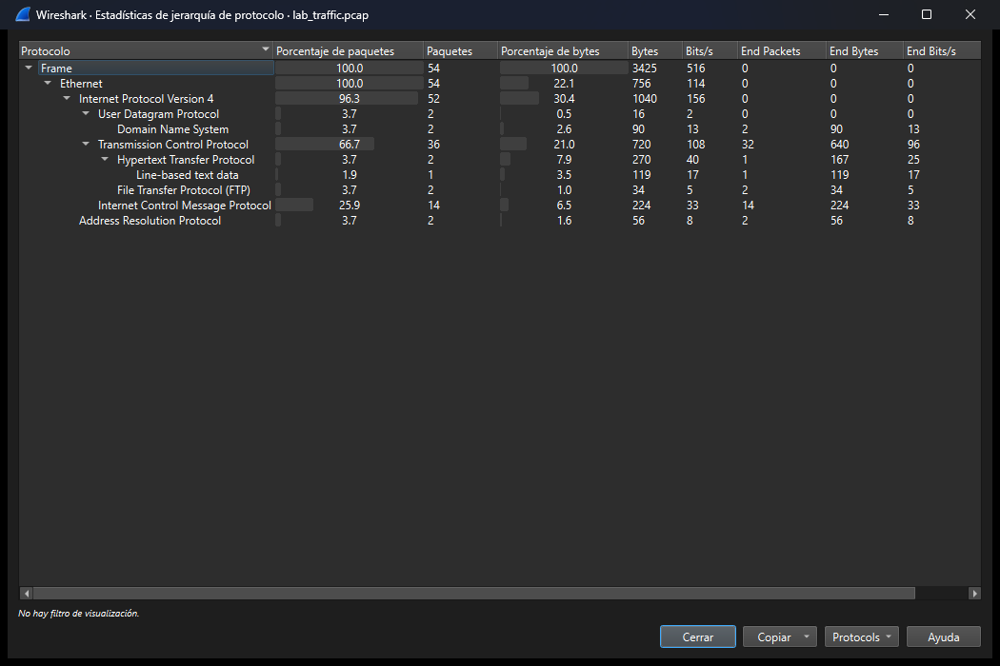 Wireshark · Estadísticas de jerarquía de protocolo · lab_traffic.pcap
Protocolo Porcentaje de paquetes Paquetes Porcentaje de bytes Bytes Bits/s End Packets End Bytes End Bits/s
Frame 100.0 54 100.0 3425 516 0 0 0
Ethernet 100.0 54 22.1 756 114 0 0 0
Internet Protocol Version 4 96.3 52 30.4 1040 156 0 0 0
User Datagram Protocol 3.7 2 0.5 16 2 0 0 0
Domain Name System 3.7 2 2.6 90 13 2 90 13
Transmission Control Protocol 66.7 36 21.0 720 108 32 640 96
Hypertext Transfer Protocol 3.7 2 7.9 270 40 1 167 25
Line-based text data 1.9 1 3.5 119 17 1 119 17
File Transfer Protocol (FTP) 3.7 2 1.0 34 5 2 34 5
Internet Control Message Protocol 25.9 14 6.5 224 33 14 224 33
Address Resolution Protocol 3.7 2 1.6 56 8 2 56 8
No hay filtro de visualización.
Cerrar Copiar Protocols Ayuda